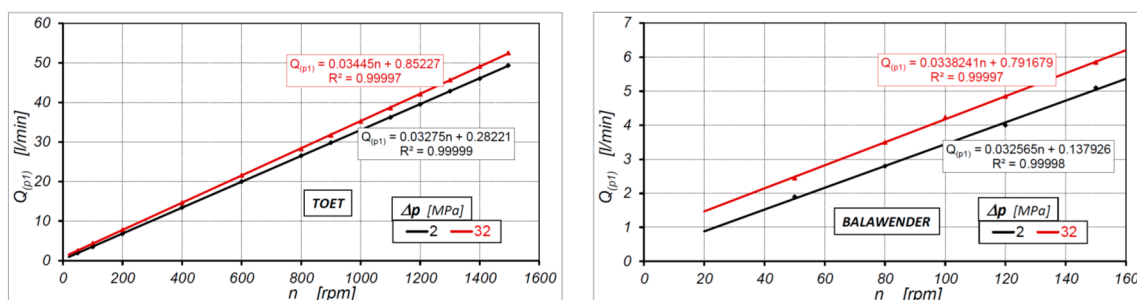 60
50
40
30
20
10
0
Q(p1) [l/min]
Q(p1) = 0.03445n + 0.85227
R² = 0.99997
Q(p1) = 0.03275n + 0.28221
R² = 0.99999
TOET
Δp [MPa]
2 32
0 200 400 600 800 1000 1200 1400 1600
n [rpm]
7
6
5
4
3
2
1
0
Q(p1) [l/min]
Q(p1) = 0.0338241n + 0.791679
R² = 0.99997
Q(p1) = 0.032565n + 0.137926
R² = 0.99998
BALAWENDER
Δp [MPa]
2 32
0 20 40 60 80 100 120 140 160
n [rpm]